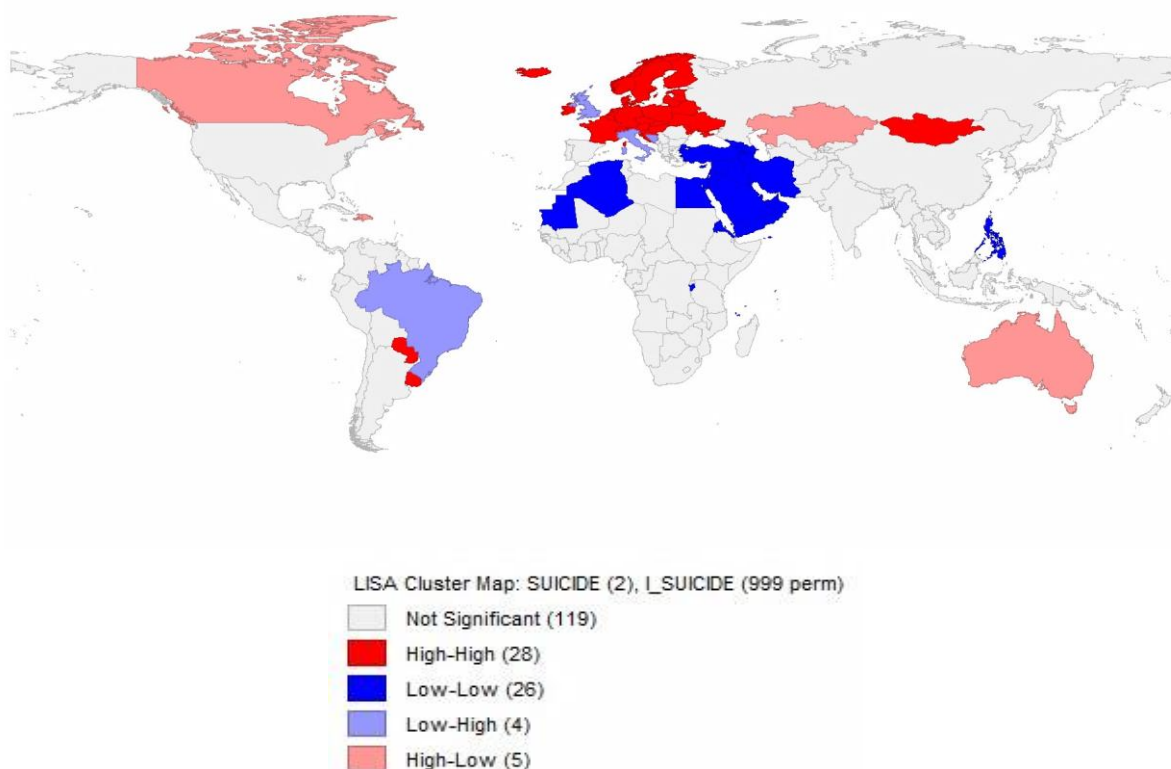 LISA Cluster Map: SUICIDE (2), I_SUICIDE (999 perm)
Not Significant (119)
High-High (28)
Low-Low (26)
Low-High (4)
High-Low (5)